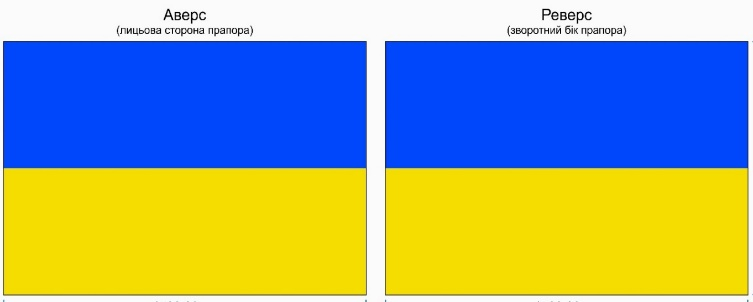 Аверс
(лицьова сторона прапора)
Реверс
(зворотний бік прапора)